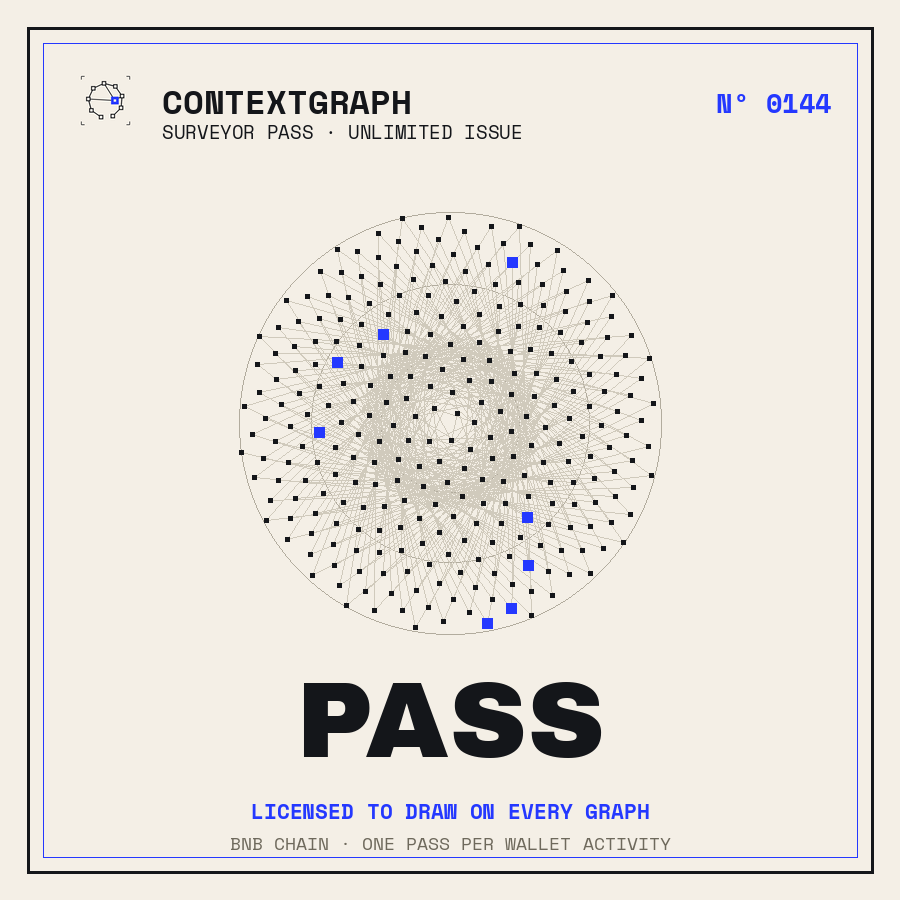 CONTEXTGRAPH
N° 0144
SURVEYOR PASS · UNLIMITED ISSUE
PASS
LICENSED TO DRAW ON EVERY GRAPH
BNB CHAIN · ONE PASS PER WALLET ACTIVITY